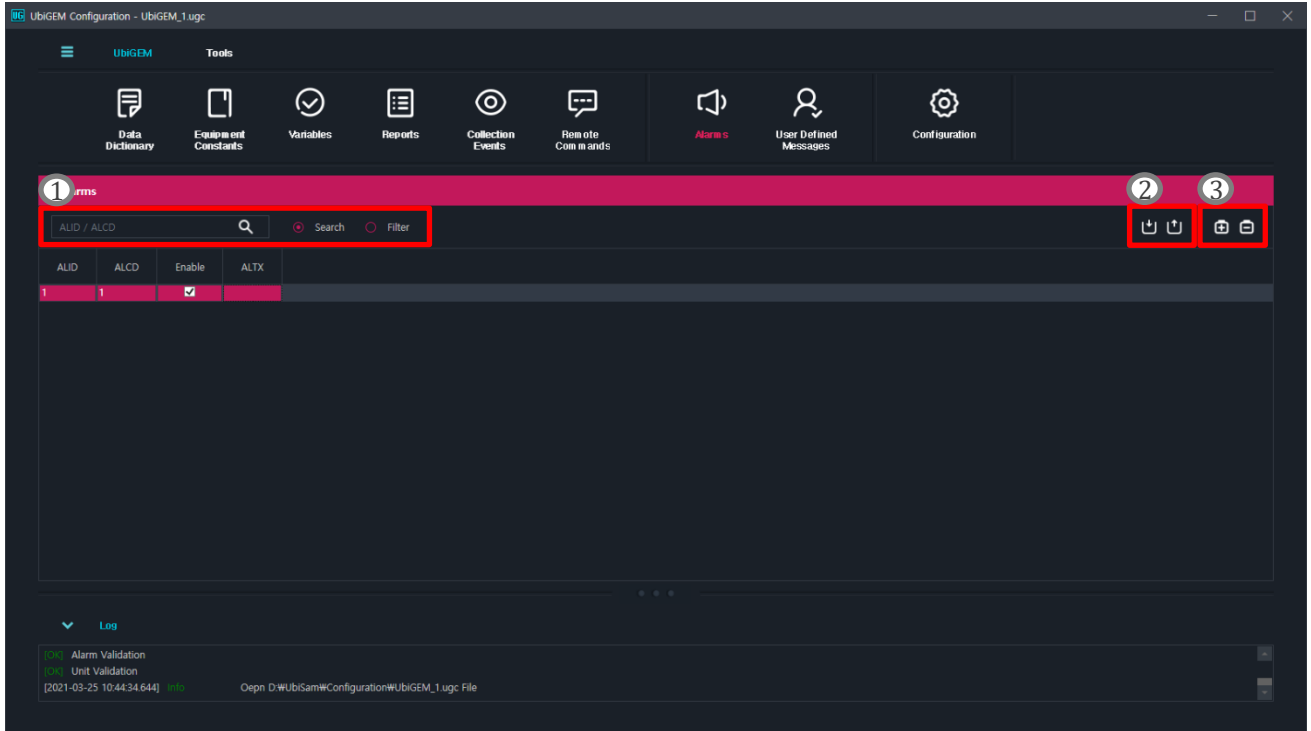 UG UbiGEM Configuration - UbiGEM_1.ugc
UbiGEM Tools
Data Dictionary
Equipment Constants
Variables
Reports
Collection Events
Remote Commands
Alarms
User Defined Messages
Configuration
1 rms 2 3
ALID / ALCD Search Filter
ALID ALCD Enable ALTX
1 1
Log
[OK] Alarm Validation
[OK] Unit Validation
[2021-03-25 10:44:34.644] Info Oepn D:₩UbiSam₩Configuration₩UbiGEM_1.ugc File